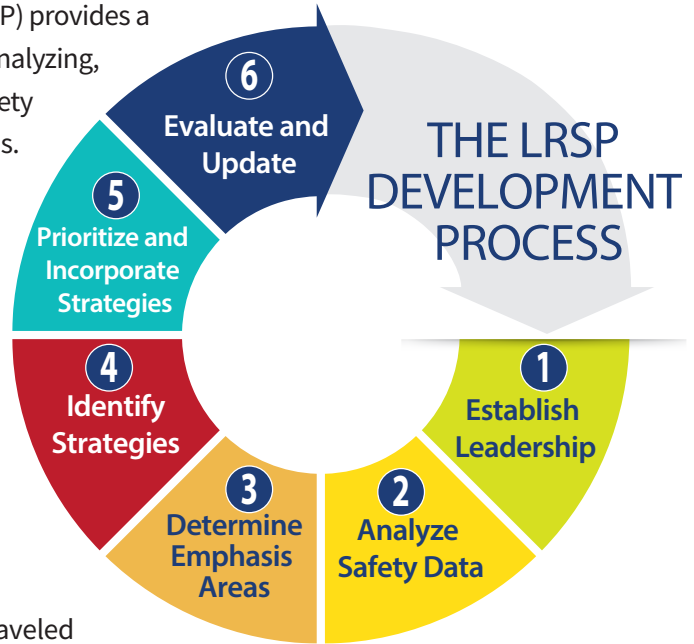 P) provides a
nalyzing,
ety
s.
THE LRSP
DEVELOPMENT
PROCESS
1
Establish
Leadership
2
Analyze
Safety Data
3
Determine
Emphasis
Areas
4
Identify
Strategies
5
Prioritize and
Incorporate
Strategies
6
Evaluate and
Update
aveled